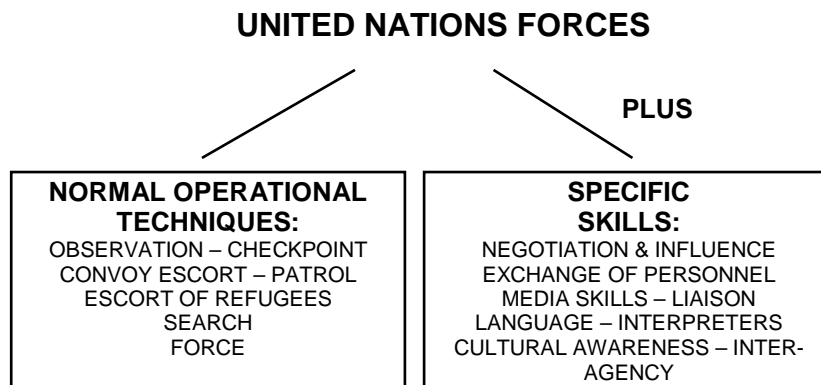 UNITED NATIONS FORCES
PLUS
NORMAL OPERATIONAL
TECHNIQUES:
OBSERVATION – CHECKPOINT
CONVOY ESCORT – PATROL
ESCORT OF REFUGEES
SEARCH
FORCE
SPECIFIC
SKILLS:
NEGOTIATION & INFLUENCE
EXCHANGE OF PERSONNEL
MEDIA SKILLS – LIAISON
LANGUAGE – INTERPRETERS
CULTURAL AWARENESS – INTER-
AGENCY